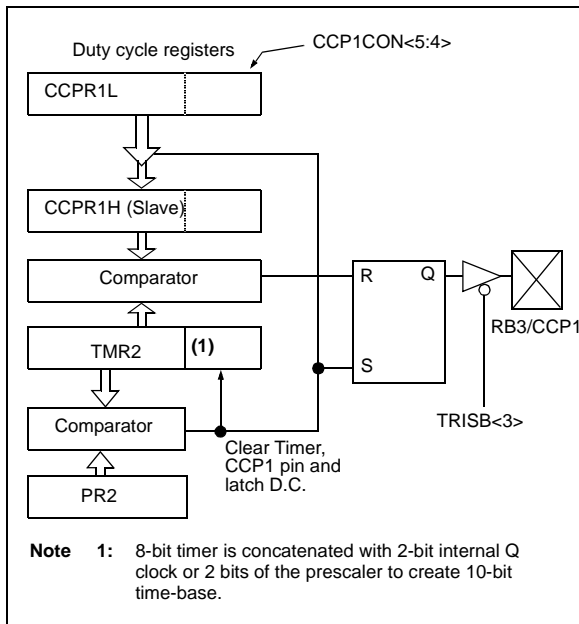 Duty cycle registers
CCP1CON<5:4>
CCPR1L
CCPR1H (Slave)
Comparator
R
Q
RB3/CCP1
TMR2
(1)
S
TRISB<3>
Comparator
Clear Timer,
CCP1 pin and
latch D.C.
PR2
Note 1: 8-bit timer is concatenated with 2-bit internal Q
clock or 2 bits of the prescaler to create 10-bit
time-base.